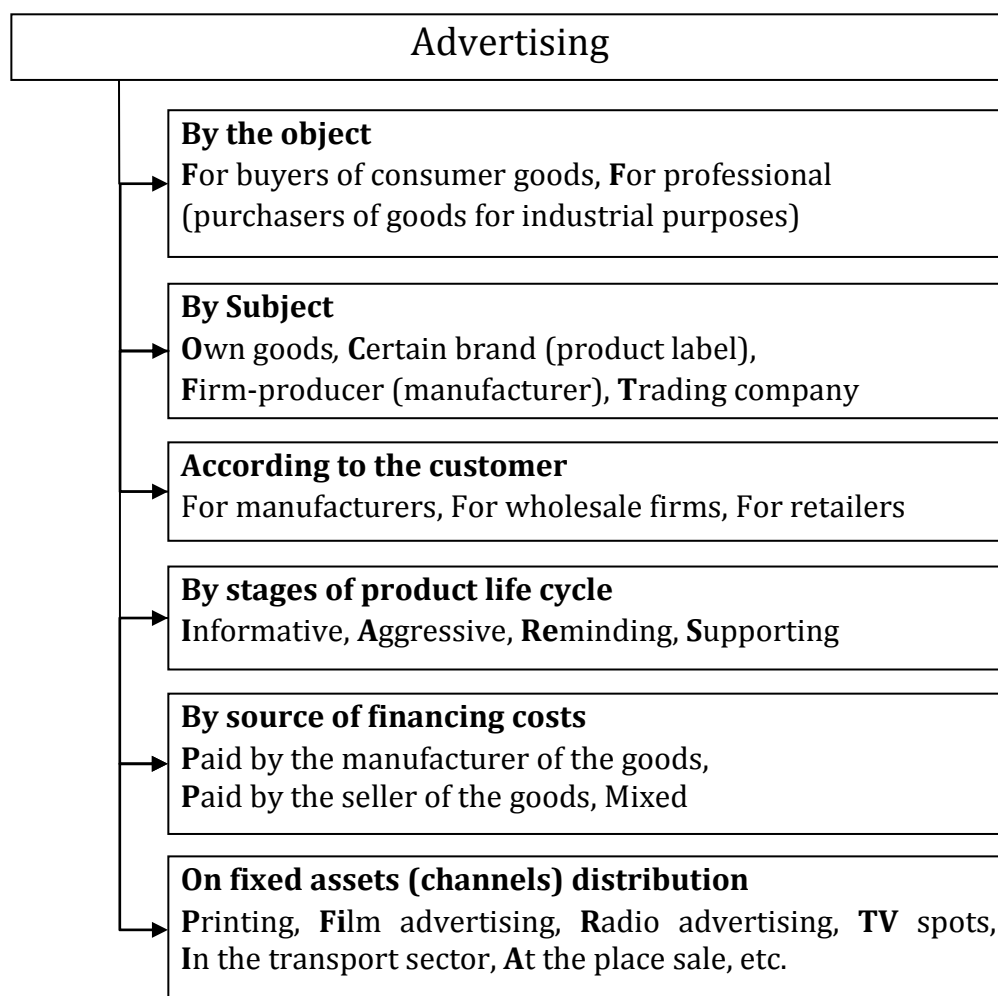 Advertising
By the object
For buyers of consumer goods, For professional
(purchasers of goods for industrial purposes)
By Subject
Own goods, Certain brand (product label),
Firm-producer (manufacturer), Trading company
According to the customer
For manufacturers, For wholesale firms, For retailers
By stages of product life cycle
Informative, Aggressive, Reminding, Supporting
By source of financing costs
Paid by the manufacturer of the goods,
Paid by the seller of the goods, Mixed
On fixed assets (channels) distribution
Printing, Film advertising, Radio advertising, TV spots,
In the transport sector, At the place sale, etc.